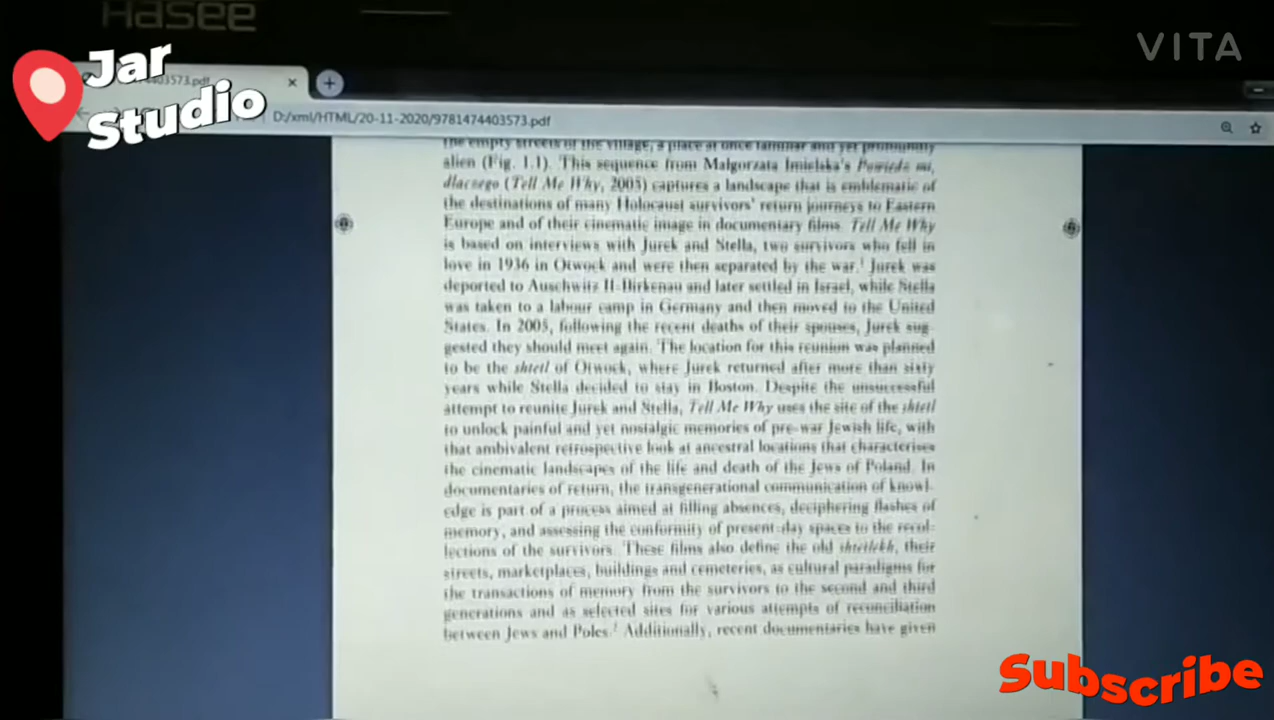 Hasee
VITA
Jar
Studio
403573.pdf
D:/xml/HTML/20-11-2020/9781474403573.pdf
the empty streets of the village, a place at once familiar and yet profoundly
alien (Fig. 1.1). This sequence from Malgorzata Imielska's Powiedz mi,
dlaczego (Tell Me Why, 2005) captures a landscape that is emblematic of
the destinations of many Holocaust survivors' return journeys to Eastern
Europe and of their cinematic image in documentary films. Tell Me Why
is based on interviews with Jurek and Stella, two survivors who fell in
love in 1936 in Otwock and were then separated by the war.1 Jurek was
deported to Auschwitz II-Birkenau and later settled in Israel, while Stella
was taken to a labour camp in Germany and then moved to the United
States. In 2005, following the recent deaths of their spouses, Jurek sug-
gested they should meet again. The location for this reunion was planned
to be the shtetl of Otwock, where Jurek returned after more than sixty
years while Stella decided to stay in Boston. Despite the unsuccessful
attempt to reunite Jurek and Stella, Tell Me Why uses the site of the shtetl
to unlock painful and yet nostalgic memories of pre-war Jewish life, with
that ambivalent retrospective look at ancestral locations that characterises
the cinematic landscapes of the life and death of the Jews of Poland. In
documentaries of return, the transgenerational communication of knowl-
edge is part of a process aimed at filling absences, deciphering flashes of
memory, and assessing the conformity of present-day spaces to the recol-
lections of the survivors. These films also define the old shtetlekh, their
streets, marketplaces, buildings and cemeteries, as cultural paradigms for
the transactions of memory from the survivors to the second and third
generations and as selected sites for various attempts of reconciliation
between Jews and Poles.2 Additionally, recent documentaries have given
Subscribe